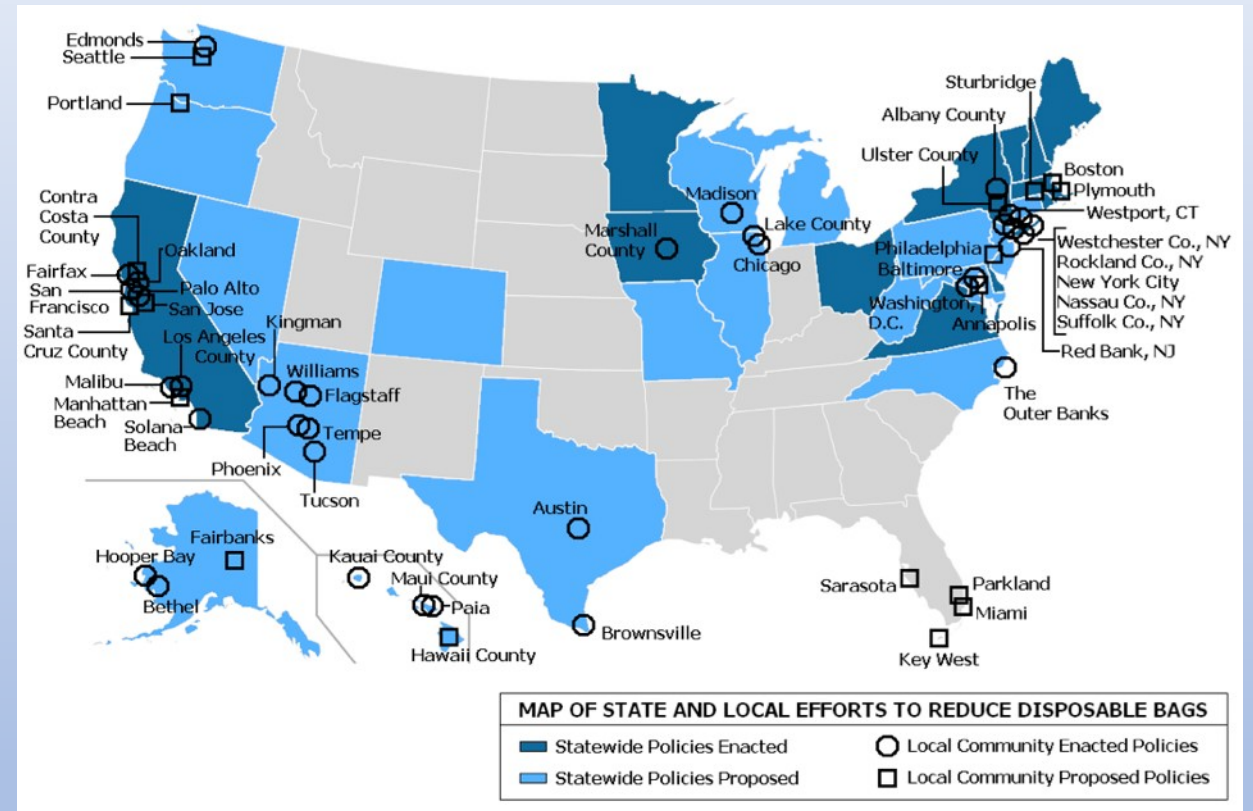 Edmonds
Seattle
Portland
Contra
Costa
County
Oakland
Fairfax
San
Francisco
Palo Alto
San Jose
Santa
Cruz County
Los Angeles
County
Malibu
Manhattan
Beach
Solana
Beach
Kingman
Williams
Flagstaff
Phoenix
Tempe
Tucson
Madison
Marshall
County
Lake County
Chicago
Sturbridge
Albany County
Ulster County
Boston
Plymouth
Westport, CT
Westchester Co., NY
Rockland Co., NY
New York City
Nassau Co., NY
Suffolk Co., NY
Red Bank, NJ
Philadelphia
Baltimore
Washington,
D.C.
Annapolis
The
Outer Banks
Austin
Brownsville
Sarasota
Parkland
Miami
Key West
Fairbanks
Hooper Bay
Bethel
Kauai County
Maui County
Paia
Hawaii County
MAP OF STATE AND LOCAL EFFORTS TO REDUCE DISPOSABLE BAGS
Statewide Policies Enacted
Local Community Enacted Policies
Statewide Policies Proposed
Local Community Proposed Policies